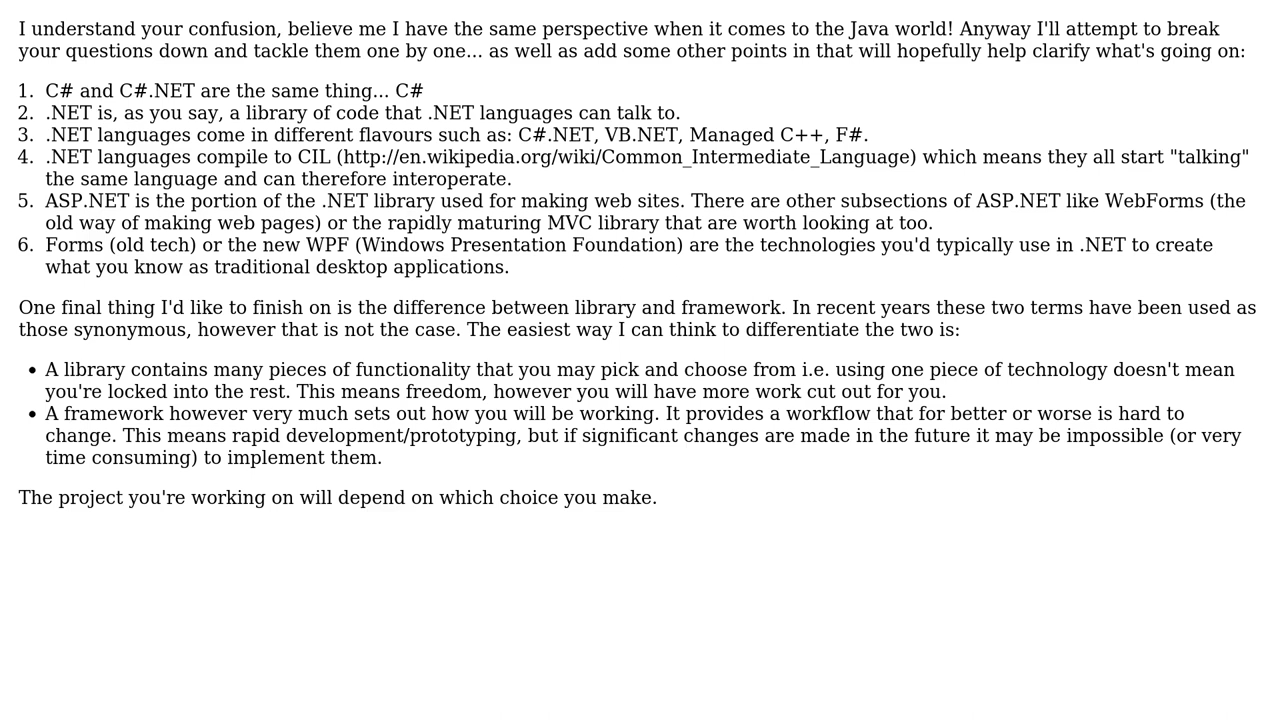 I understand your confusion, believe me I have the same perspective when it comes to the Java world! Anyway I'll attempt to break
your questions down and tackle them one by one... as well as add some other points in that will hopefully help clarify what's going on:
1. C# and C#.NET are the same thing... C#
2. .NET is, as you say, a library of code that .NET languages can talk to.
3. .NET languages come in different flavours such as: C#.NET, VB.NET, Managed C++, F#.
4. .NET languages compile to CIL (http://en.wikipedia.org/wiki/Common_Intermediate_Language) which means they all start "talking"
the same language and can therefore interoperate.
5. ASP.NET is the portion of the .NET library used for making web sites. There are other subsections of ASP.NET like WebForms (the
old way of making web pages) or the rapidly maturing MVC library that are worth looking at too.
6. Forms (old tech) or the new WPF (Windows Presentation Foundation) are the technologies you'd typically use in .NET to create
what you know as traditional desktop applications.
One final thing I'd like to finish on is the difference between library and framework. In recent years these two terms have been used as
those synonymous, however that is not the case. The easiest way I can think to differentiate the two is:
• A library contains many pieces of functionality that you may pick and choose from i.e. using one piece of technology doesn't mean
you're locked into the rest. This means freedom, however you will have more work cut out for you.
• A framework however very much sets out how you will be working. It provides a workflow that for better or worse is hard to
change. This means rapid development/prototyping, but if significant changes are made in the future it may be impossible (or very
time consuming) to implement them.
The project you're working on will depend on which choice you make.